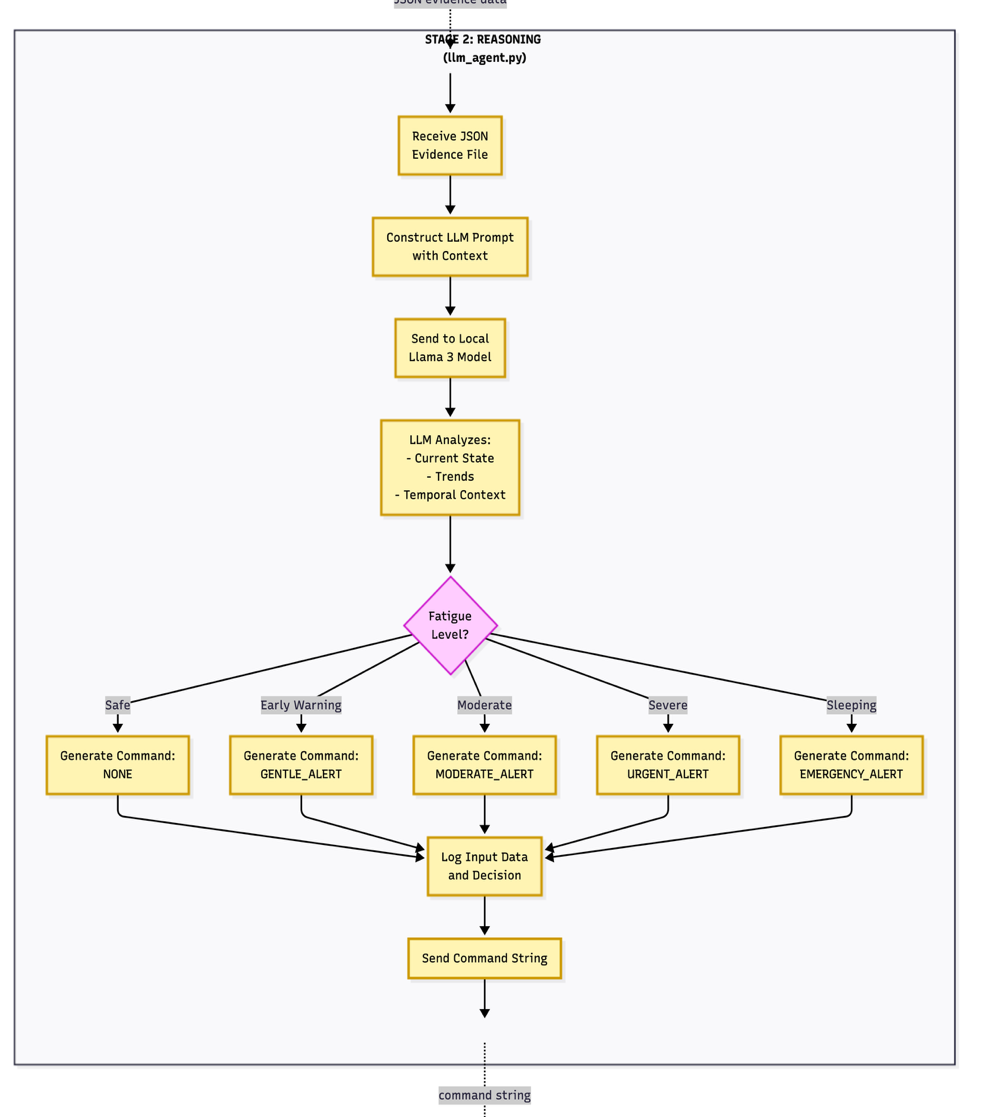 JSON evidence data
STAGE 2: REASONING
(llm_agent.py)
Receive JSON
Evidence File
Construct LLM Prompt
with Context
Send to Local
Llama 3 Model
LLM Analyzes:
- Current State
- Trends
- Temporal Context
Fatigue
Level?
Safe
Early Warning
Moderate
Severe
Sleeping
Generate Command:
NONE
Generate Command:
GENTLE_ALERT
Generate Command:
MODERATE_ALERT
Generate Command:
URGENT_ALERT
Generate Command:
EMERGENCY_ALERT
Log Input Data
and Decision
Send Command String
command string